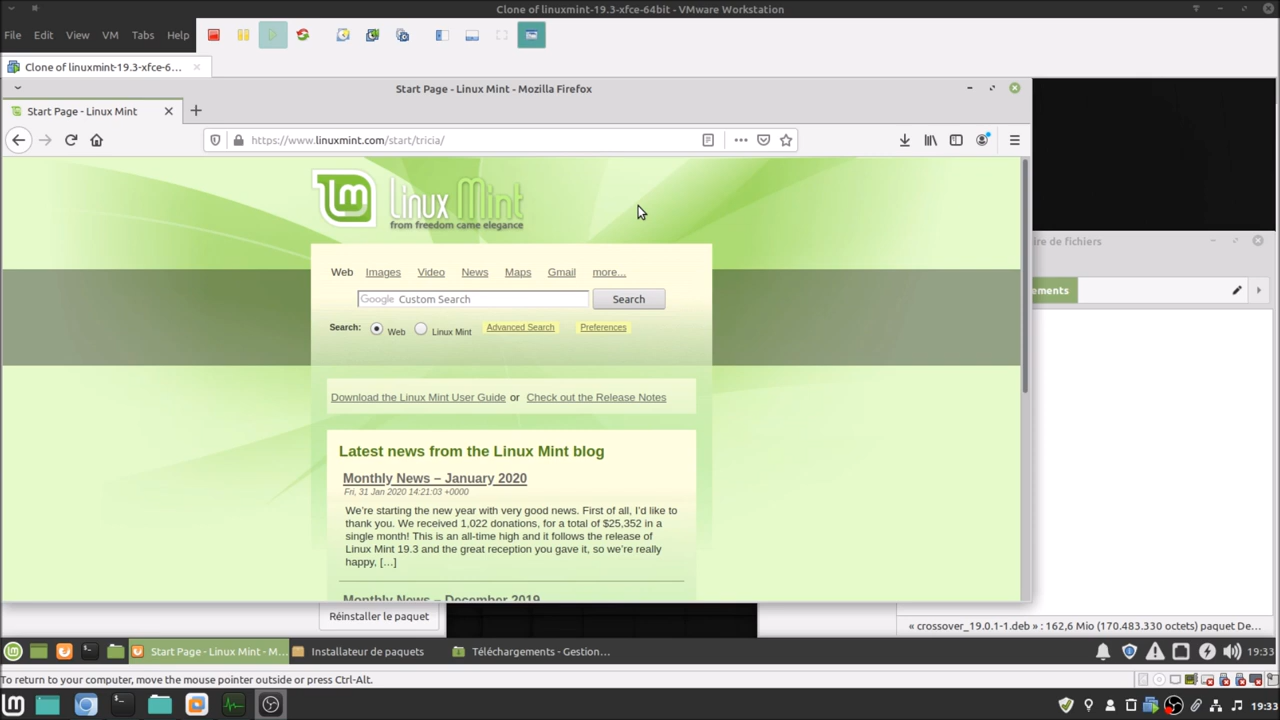 Clone of linuxmint-19.3-xfce-64bit - VMware Workstation
File Edit View VM Tabs Help
Clone of linuxmint-19.3-xfce-6...
Start Page - Linux Mint - Mozilla Firefox
Start Page - Linux Mint
https://www.linuxmint.com/start/tricia/
Linux Mint
from freedom came elegance
ire de fichiers
Web Images Video News Maps Gmail more...
ements
Google Custom Search Search
Search: Web Linux Mint Advanced Search Preferences
Download the Linux Mint User Guide or Check out the Release Notes
Latest news from the Linux Mint blog
Monthly News – January 2020
Fri, 31 Jan 2020 14:21:03 +0000
We're starting the new year with very good news. First of all, I'd like to
thank you. We received 1,022 donations, for a total of $25,352 in a
single month! This is an all-time high and it follows the release of
Linux Mint 19.3 and the great reception you gave it, so we're really
happy, […]
Monthly News – December 2019
Réinstaller le paquet
« crossover_19.0.1-1.deb » : 162,6 Mio (170.483.330 octets) paquet De...
Start Page - Linux Mint - M... Installateur de paquets Téléchargements - Gestion... 19:33
To return to your computer, move the mouse pointer outside or press Ctrl-Alt.
19:33